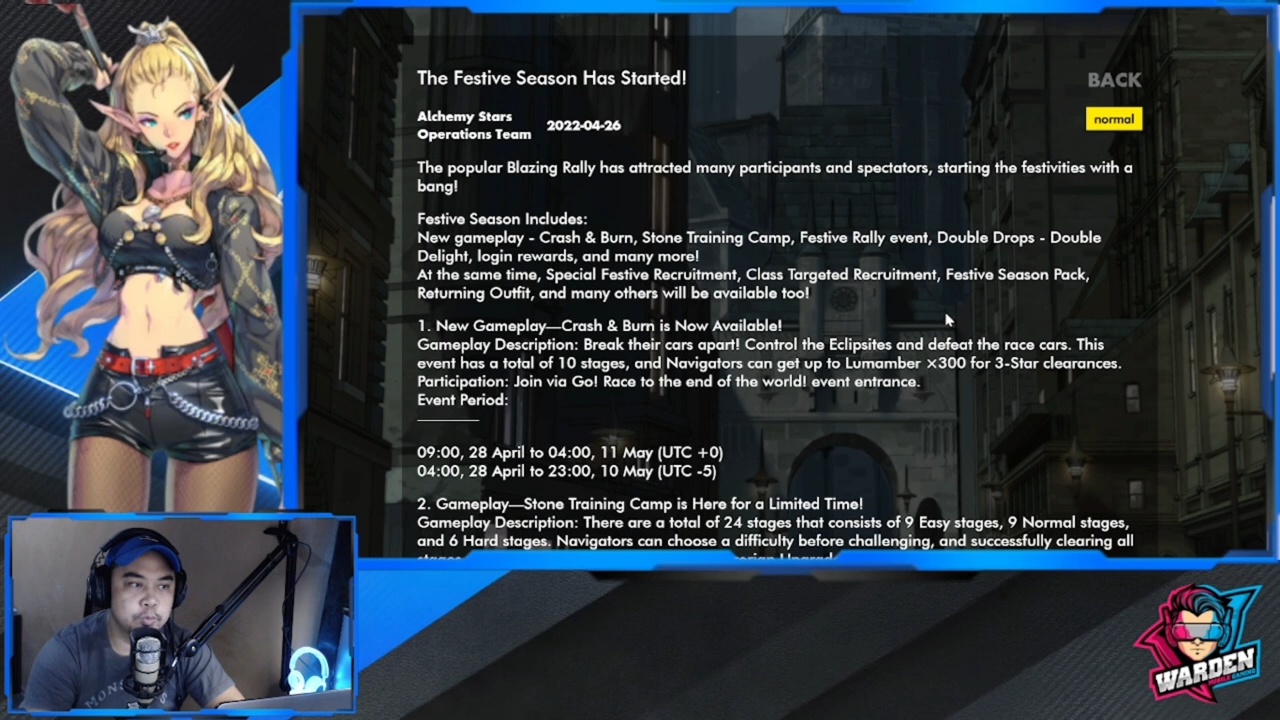 The Festive Season Has Started!
BACK
Alchemy Stars
Operations Team
2022-04-26
normal
The popular Blazing Rally has attracted many participants and spectators, starting the festivities with a
bang!
Festive Season Includes:
New gameplay - Crash & Burn, Stone Training Camp, Festive Rally event, Double Drops - Double
Delight, login rewards, and many more!
At the same time, Special Festive Recruitment, Class Targeted Recruitment, Festive Season Pack,
Returning Outfit, and many others will be available too!
1. New Gameplay—Crash & Burn is Now Available!
Gameplay Description: Break their cars apart! Control the Eclipsites and defeat the race cars. This
event has a total of 10 stages, and Navigators can get up to Lumamber ×300 for 3-Star clearances.
Participation: Join via Go! Race to the end of the world! event entrance.
Event Period:
09:00, 28 April to 04:00, 11 May (UTC +0)
04:00, 28 April to 23:00, 10 May (UTC -5)
2. Gameplay—Stone Training Camp is Here for a Limited Time!
Gameplay Description: There are a total of 24 stages that consists of 9 Easy stages, 9 Normal stages,
and 6 Hard stages. Navigators can choose a difficulty before challenging, and successfully clearing all
WARDEN
MOBILE GAMING